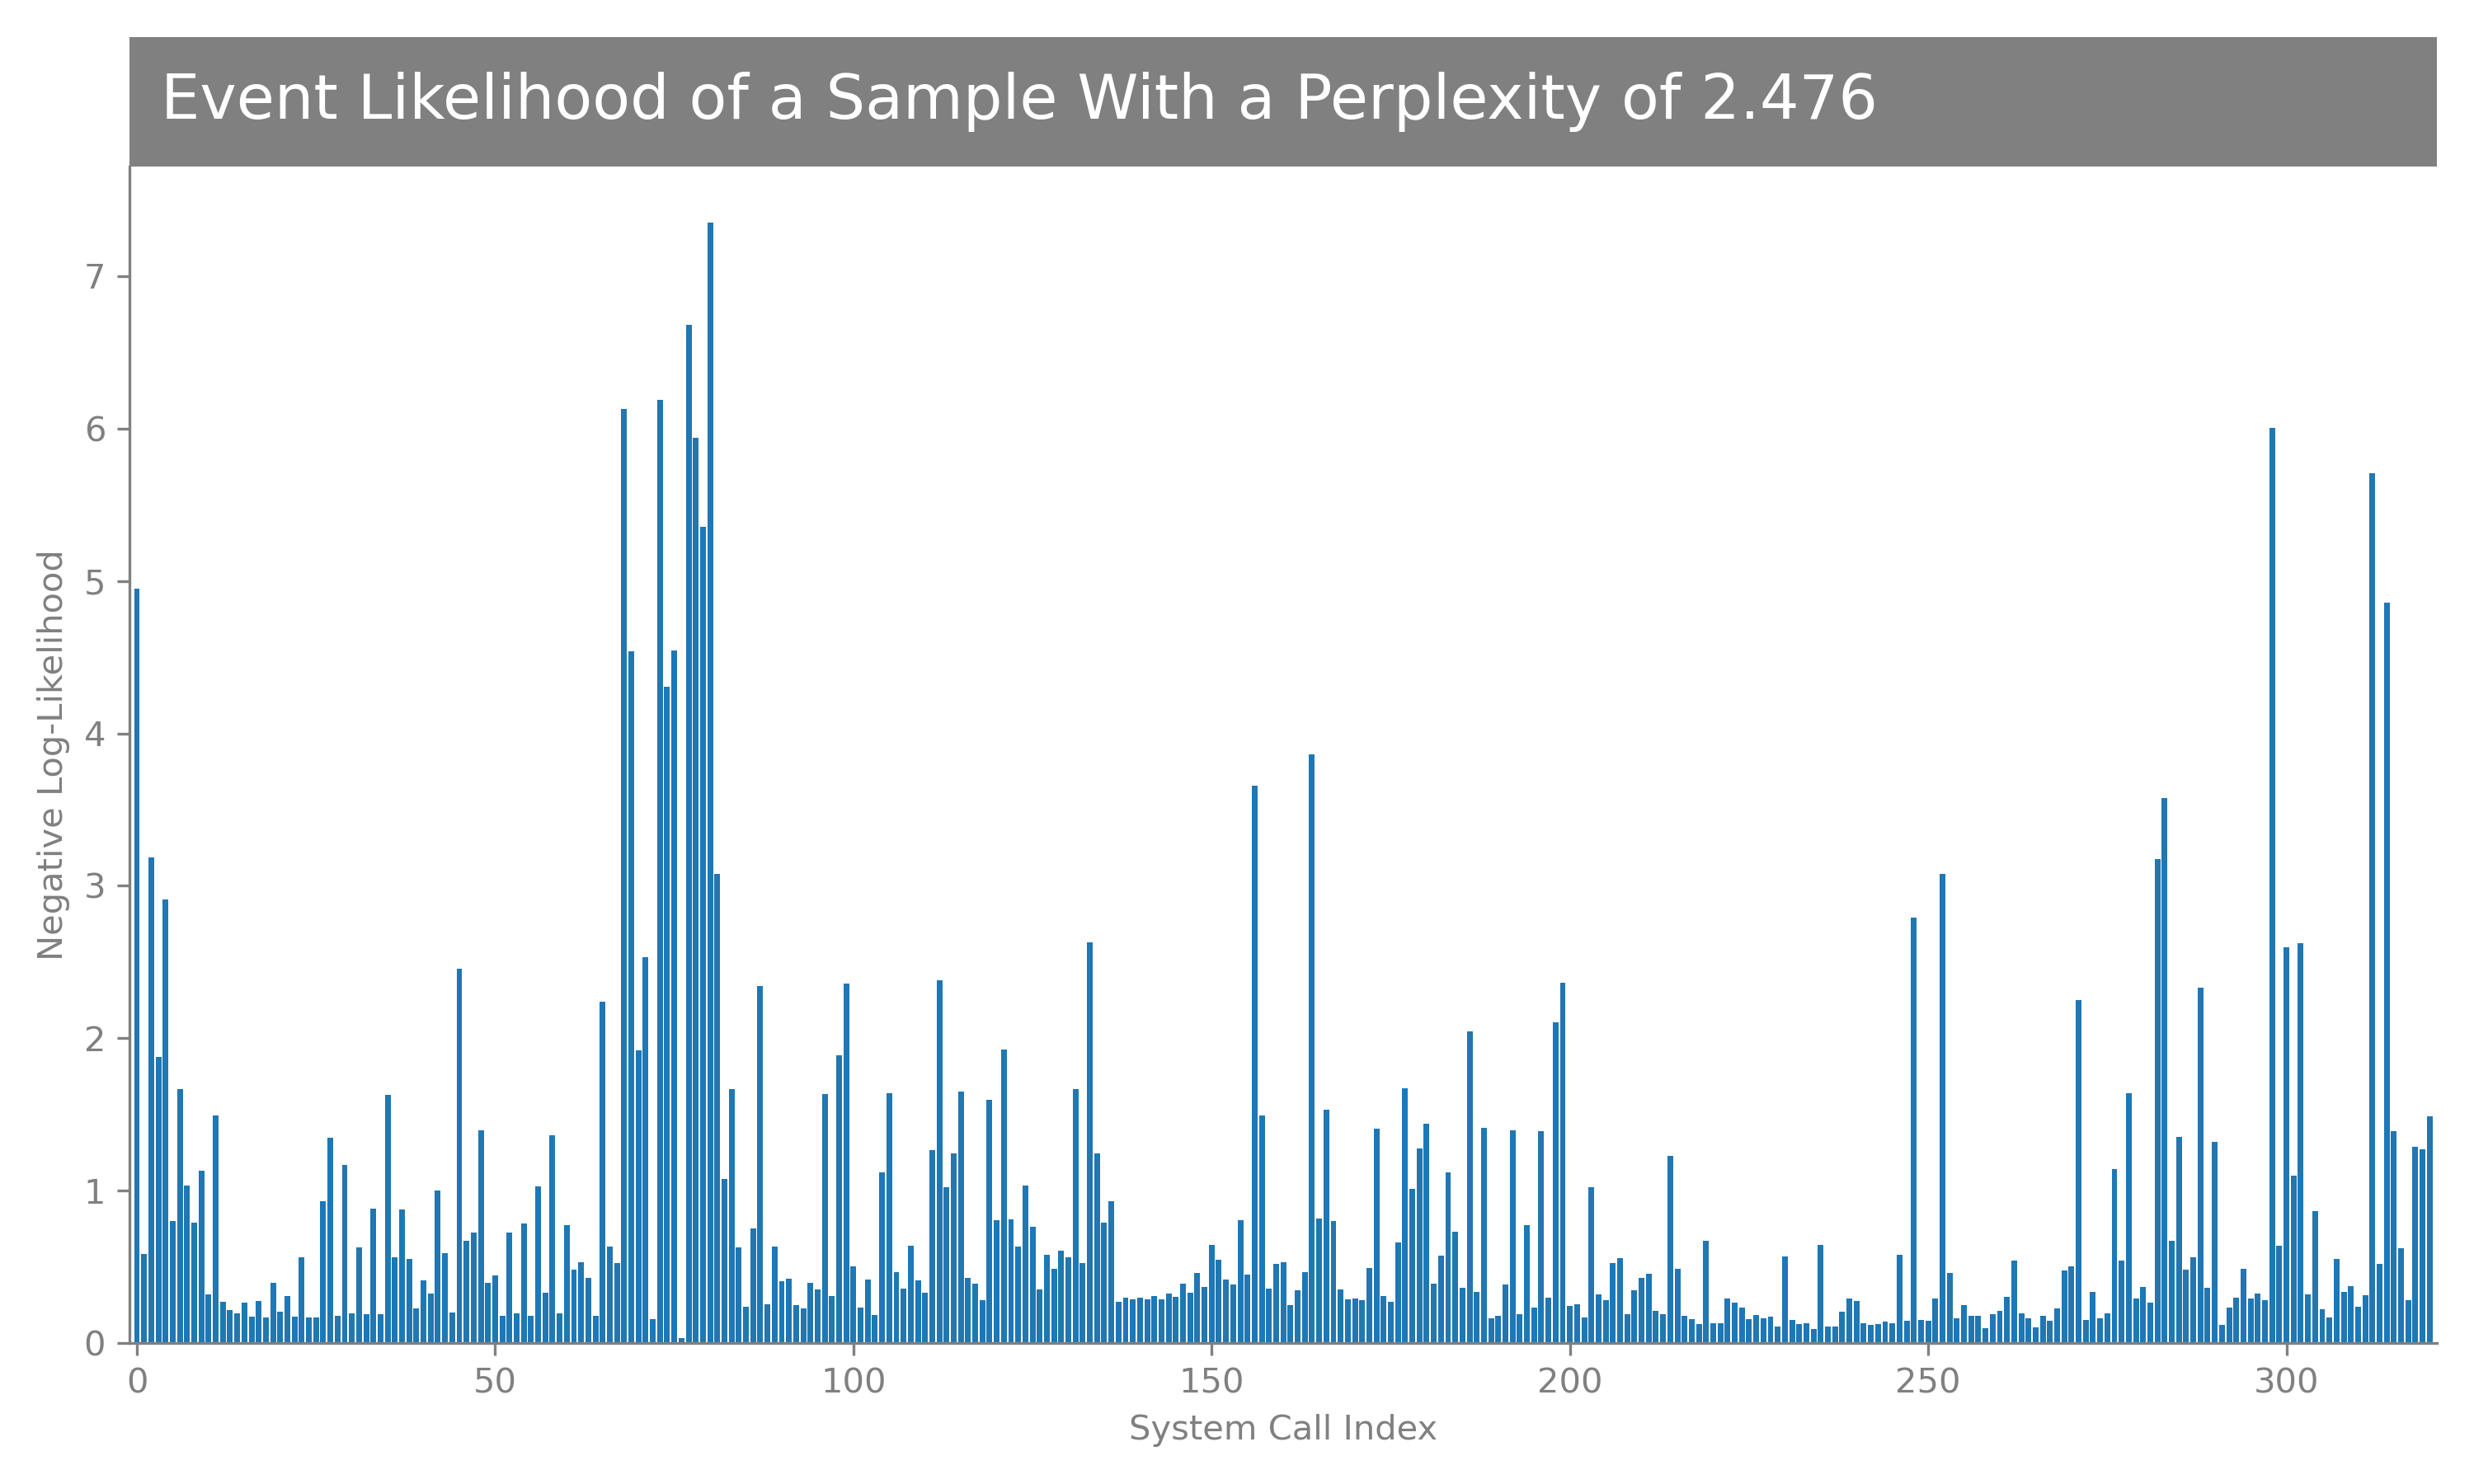 Event Likelihood of a Sample With a Perplexity of 2.476
Negative Log-Likelihood
7
6
5
4
3
2
1
0
0 50 100 150 200 250 300
System Call Index